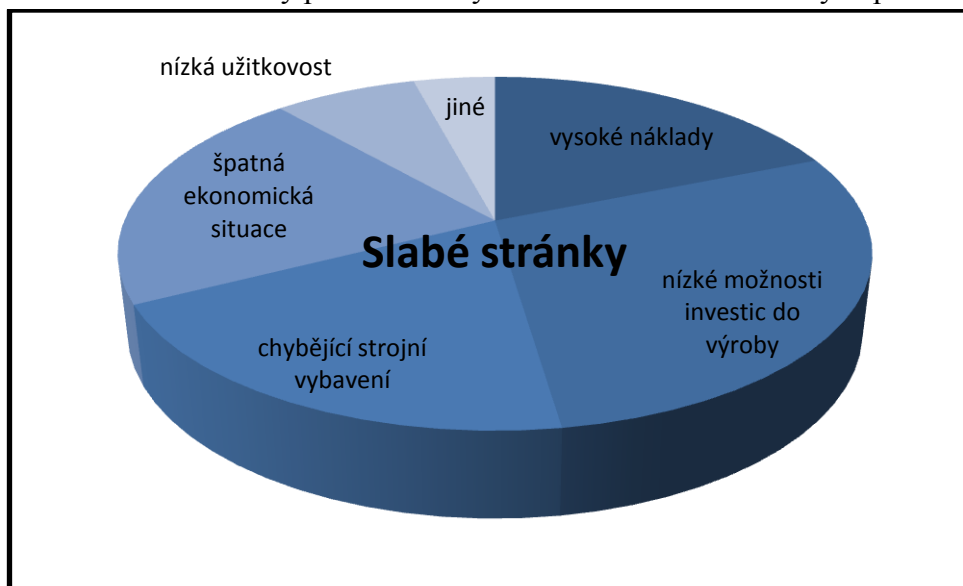 nízká užitkovost
jiné
vysoké náklady
špatná
ekonomická
situace
Slabé stránky
nízké možnosti
investic do
výroby
chybějící strojní
vybavení